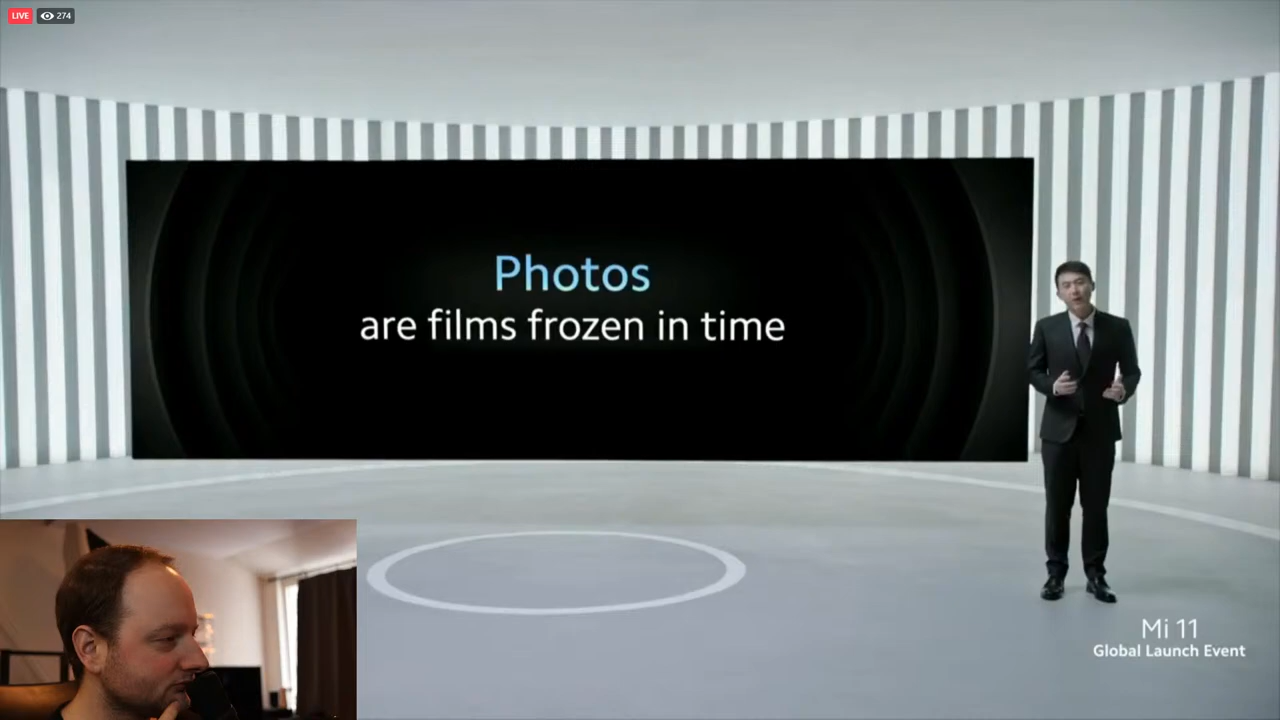 LIVE 274
Photos
are films frozen in time
Mi 11
Global Launch Event